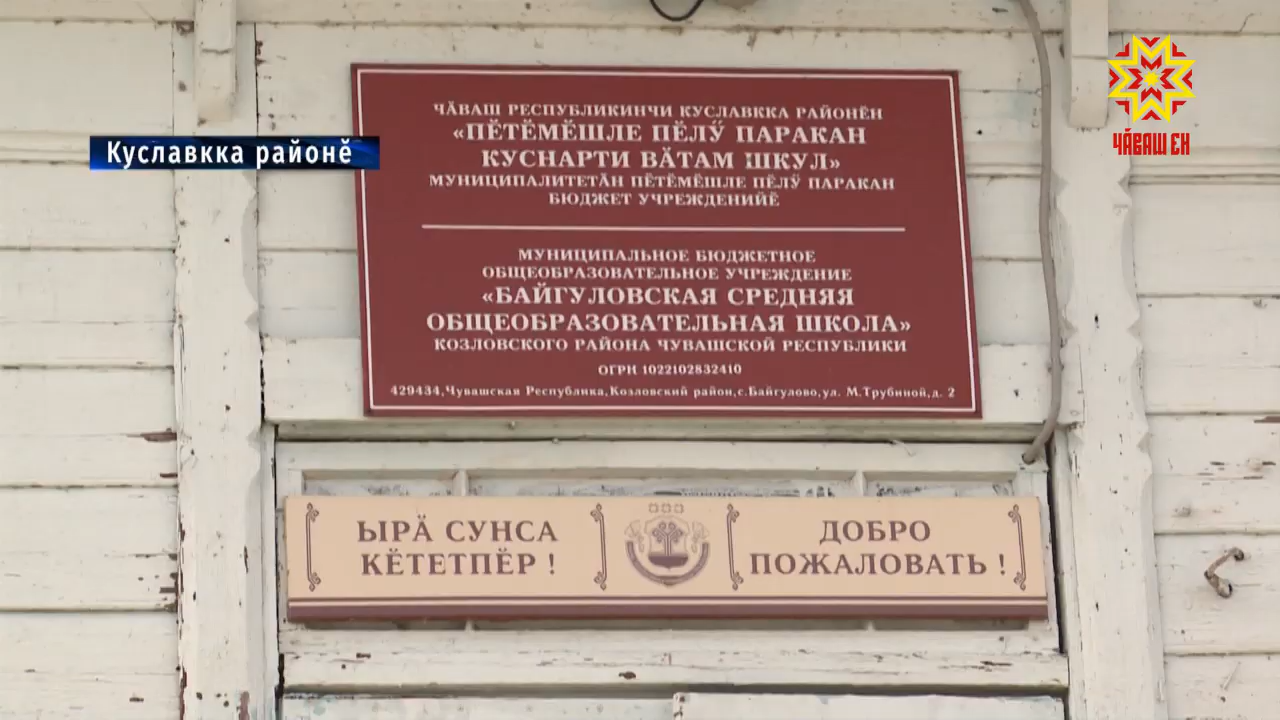 ЧӐВАШ РЕСПУБЛИКИНЧИ КУСЛАВККА РАЙОНӖН
«ПӖТӖМӖШЛЕ ПӖЛӲ ПАРАКАН
КУСНАРТИ ВӐТАМ ШКУЛ»
МУНИЦИПАЛИТЕТӐН ПӖТӖМӖШЛЕ ПӖЛӲ ПАРАКАН
БЮДЖЕТ УЧРЕЖДЕНИЙӖ
МУНИЦИПАЛЬНОЕ БЮДЖЕТНОЕ
ОБЩЕОБРАЗОВАТЕЛЬНОЕ УЧРЕЖДЕНИЕ
«БАЙГУЛОВСКАЯ СРЕДНЯЯ
ОБЩЕОБРАЗОВАТЕЛЬНАЯ ШКОЛА»
КОЗЛОВСКОГО РАЙОНА ЧУВАШСКОЙ РЕСПУБЛИКИ
ОГРН 1022102832410
429434,Чувашская Республика,Козловский район,с.Байгулово,ул. М.Трубиной,д. 2
Куславкка районӗ
ЧӐВАШ ЕН
ЫРӐ СУНСА
КӖТЕТПӖР !
ДОБРО
ПОЖАЛОВАТЬ !